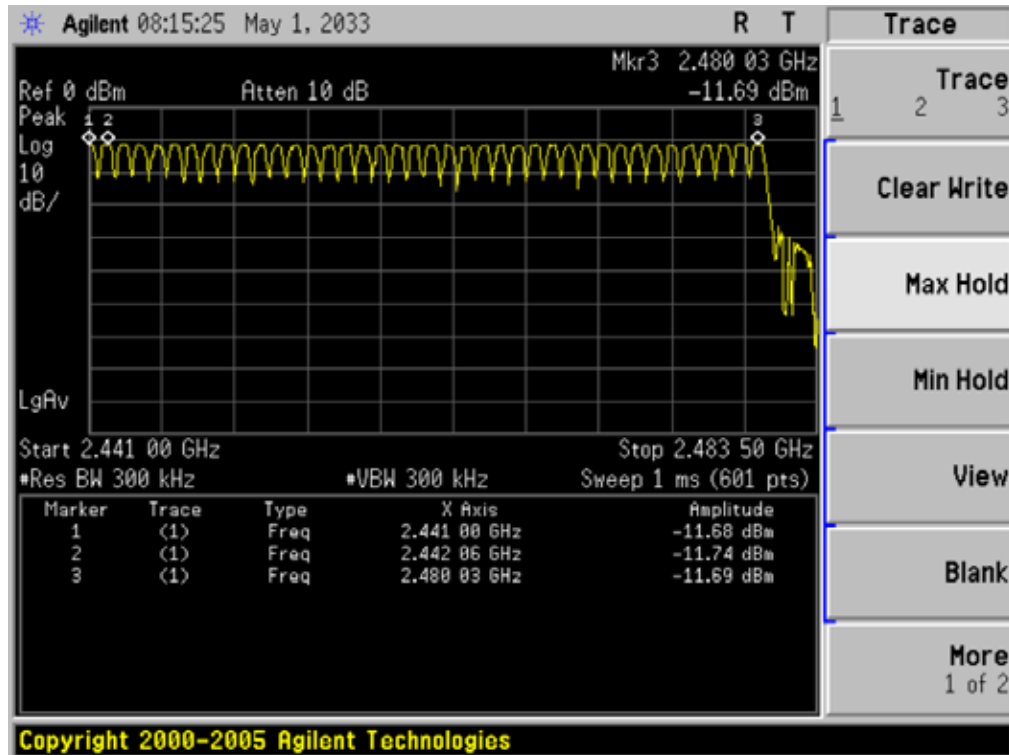 Agilent 08:15:25 May 1, 2033 R T
Trace
Mkr3 2.480 03 GHz
Ref 0 dBm Atten 10 dB -11.69 dBm
Peak
Log
10
dB/
1 2 3
LgAv
Start 2.441 00 GHz Stop 2.483 50 GHz
#Res BW 300 kHz #VBW 300 kHz Sweep 1 ms (601 pts)
Marker Trace Type X Axis Amplitude
1 (1) Freq 2.441 00 GHz -11.68 dBm
2 (1) Freq 2.442 06 GHz -11.74 dBm
3 (1) Freq 2.480 03 GHz -11.69 dBm
Trace
1 2 3
Clear Write
Max Hold
Min Hold
View
Blank
More
1 of 2
Copyright 2000-2005 Agilent Technologies